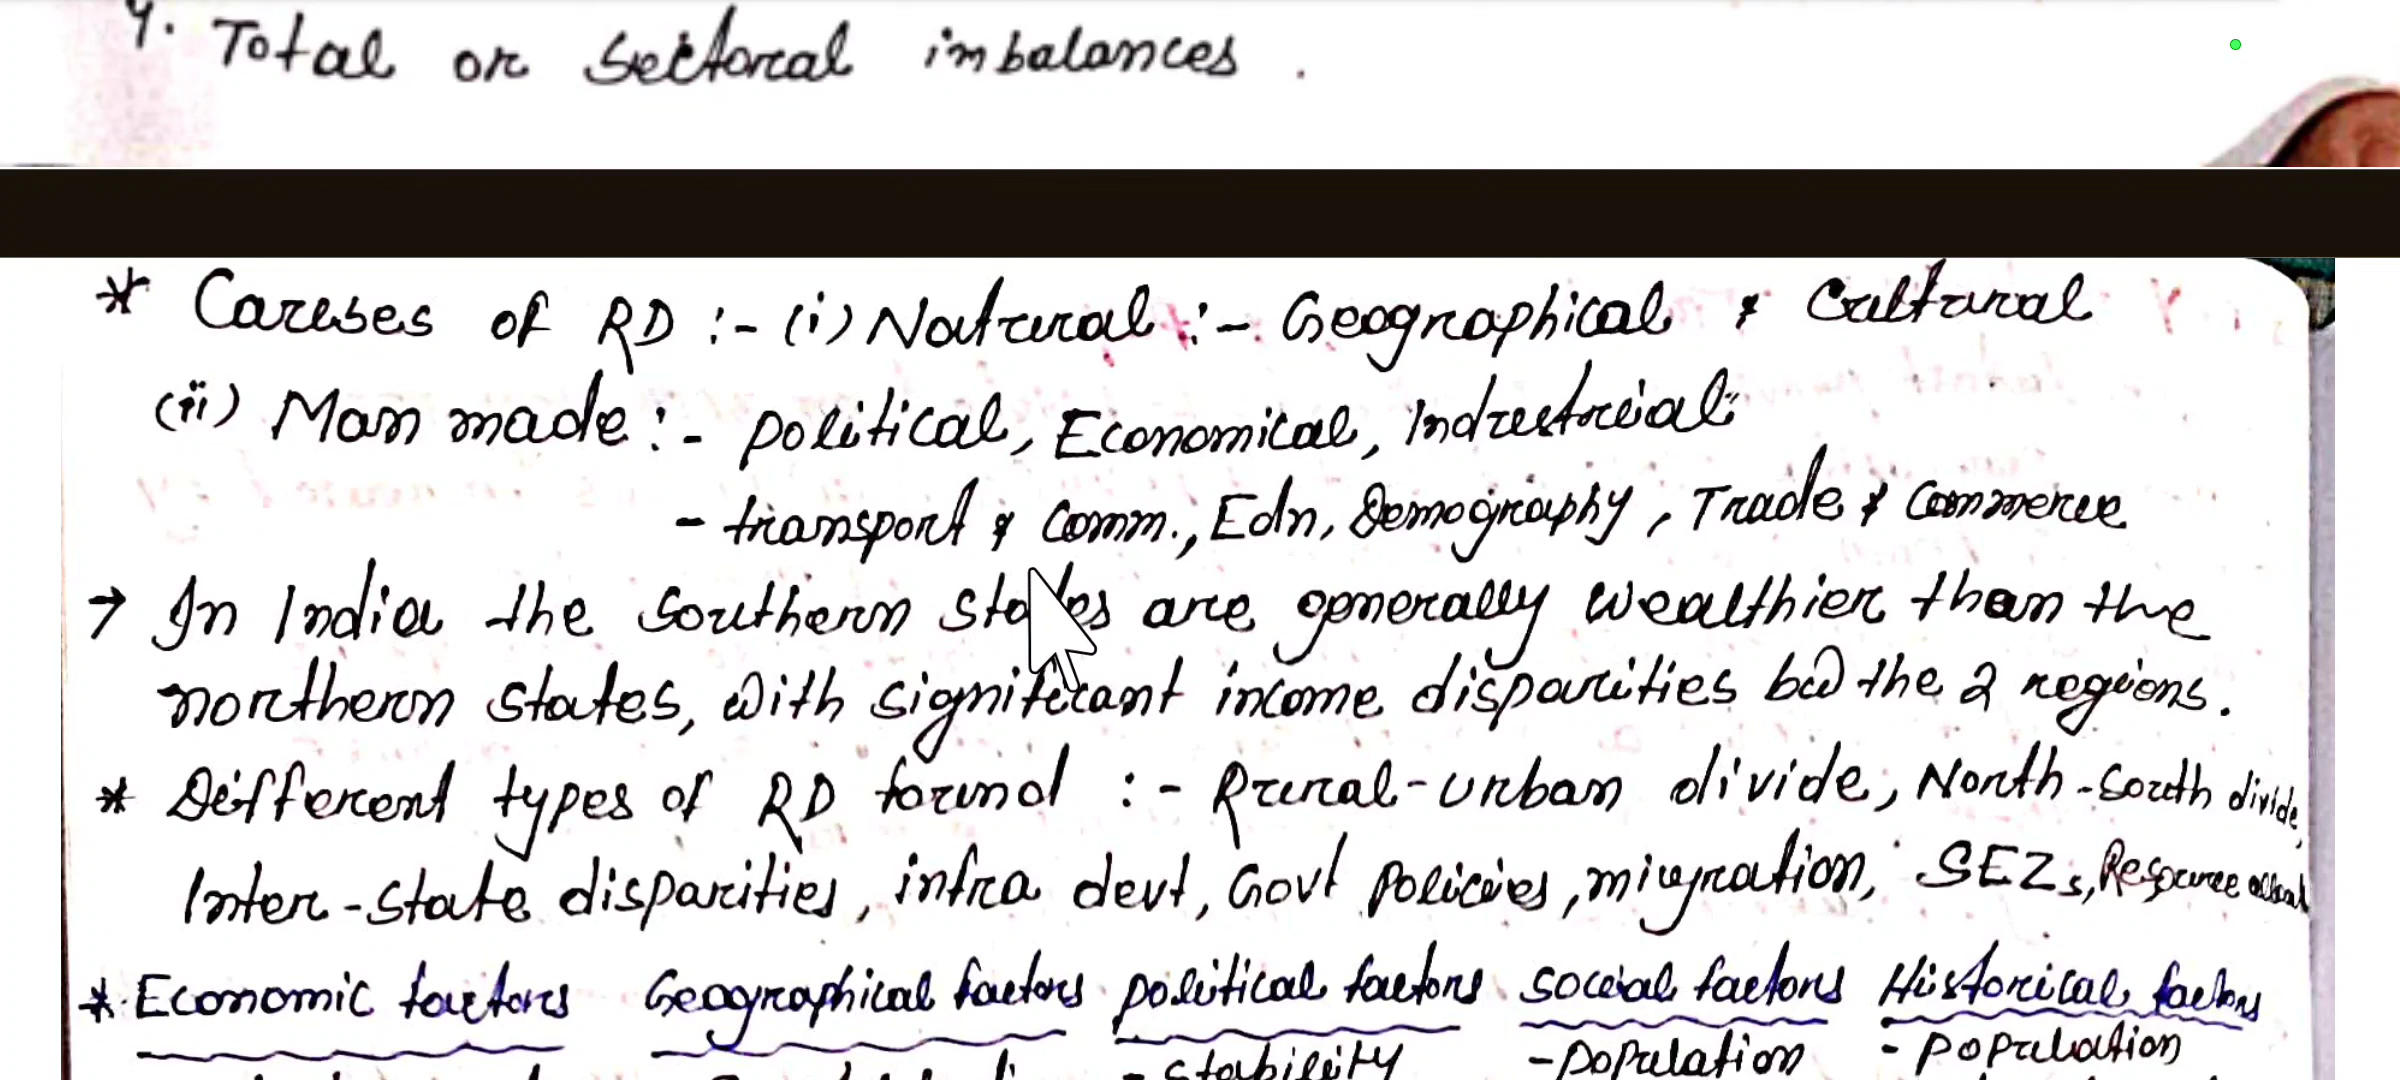 4. Total or Sectoral imbalances.
* Causes of RD :- (i) Natural :- Geographical & Cultural
(ii) Man made :- Political, Economical, Industrial
- transport & Comm., Edn, Demography, Trade & Commerce
→ In India the Southern States are generally wealthier than the
northern states, with significant income disparities b/w the 2 regions.
* Different types of RD found :- Rural-urban divide, North-South divide,
Inter-state disparities, infra devt, Govt Policies, migration, SEZs, Resource
* Economic factors Geographical factors Political factors Social factors Historical factors
- Stability - Population - Population